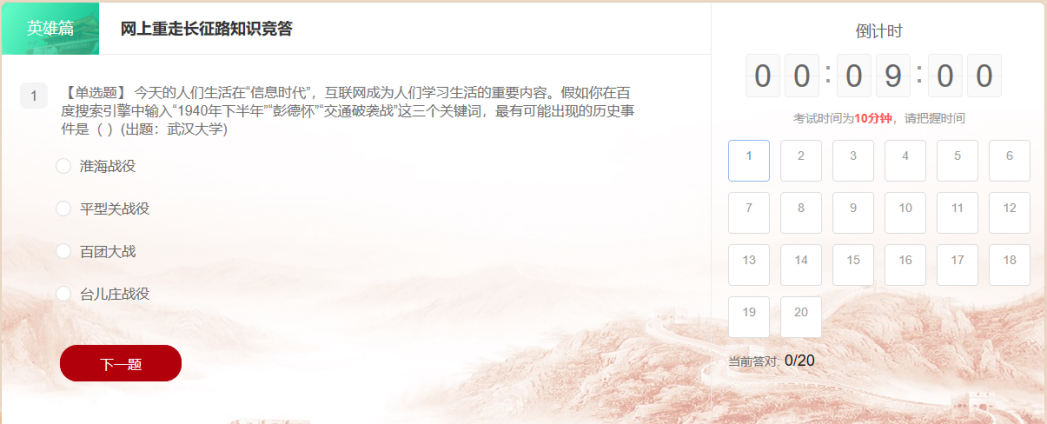 英雄篇
网上重走长征路知识竞答
1
【单选题】 今天的人们生活在“信息时代”，互联网成为人们学习生活的重要内容。假如你在百
度搜索引擎中输入“1940年下半年”“彭德怀”“交通破袭战”这三个关键词，最有可能出现的历史事
件是（ ）(出题：武汉大学)
淮海战役
平型关战役
百团大战
台儿庄战役
下一题
倒计时
00:09:00
考试时间为10分钟，请把握时间
1 2 3 4 5 6
7 8 9 10 11 12
13 14 15 16 17 18
19 20
当前答对: 0/20